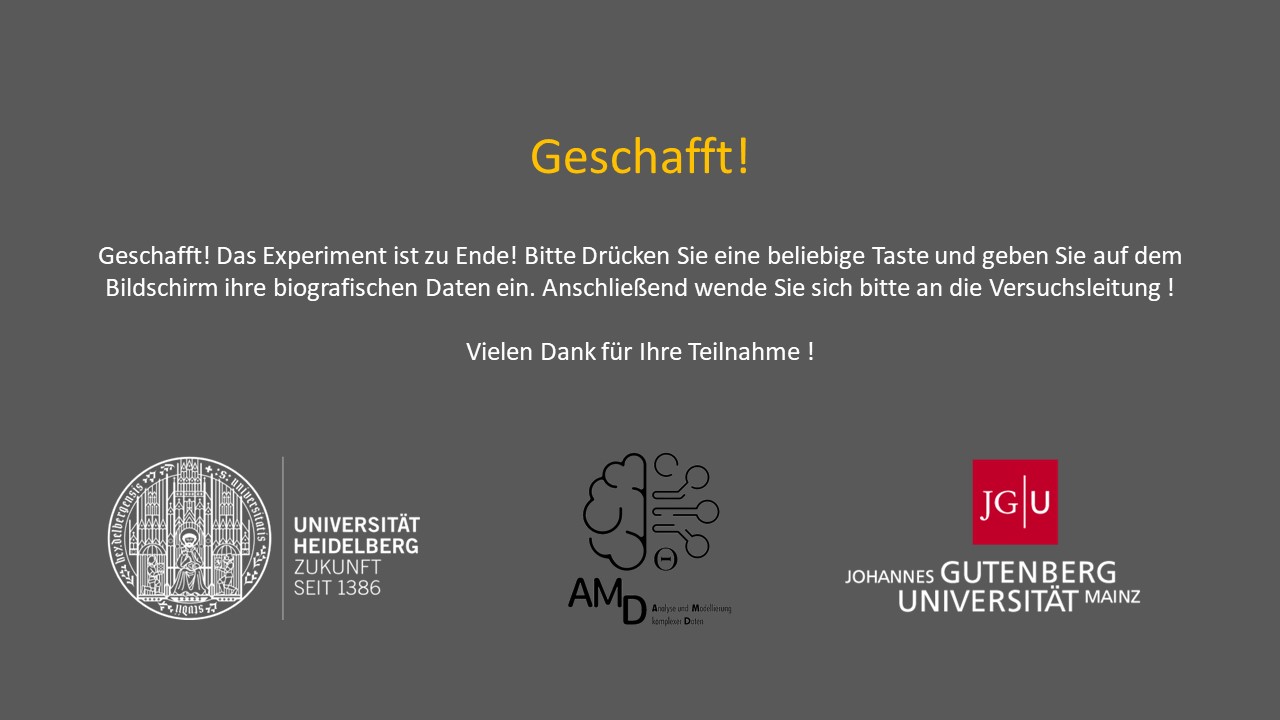 Geschafft!
Geschafft! Das Experiment ist zu Ende! Bitte Drücken Sie eine beliebige Taste und geben Sie auf dem
Bildschirm ihre biografischen Daten ein. Anschließend wende Sie sich bitte an die Versuchsleitung !
Vielen Dank für Ihre Teilnahme !
UNIVERSITÄT
HEIDELBERG
ZUKUNFT
SEIT 1386
AMD
Analyse und Modellierung
komplexer Daten
JG|U
JOHANNES GUTENBERG
UNIVERSITÄT MAINZ